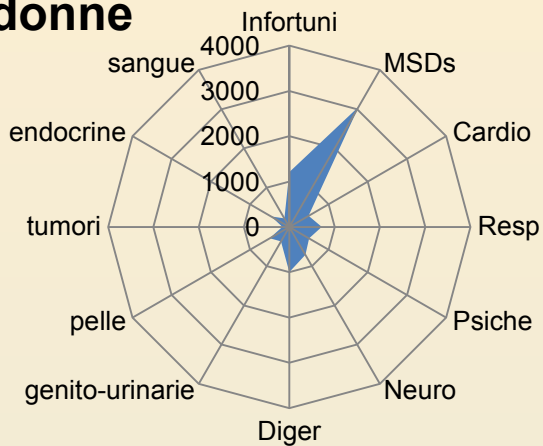 donne
Infortuni
4000
sangue
MSDs
3000
endocrine
2000
Cardio
1000
tumori
0
Resp
pelle
Psiche
genito-urinarie
Neuro
Diger